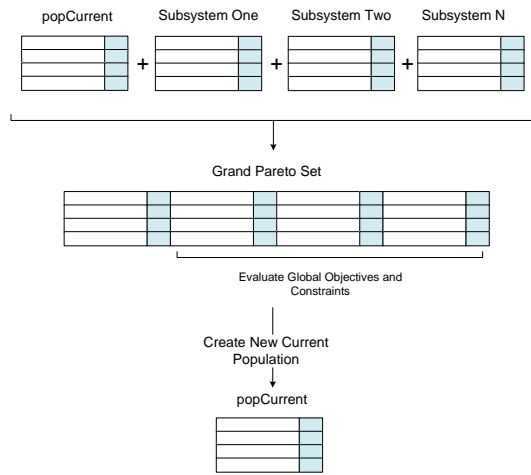 popCurrent
Subsystem One
Subsystem Two
Subsystem N
+
+
+
Grand Pareto Set
Evaluate Global Objectives and
Constraints
Create New Current
Population
popCurrent